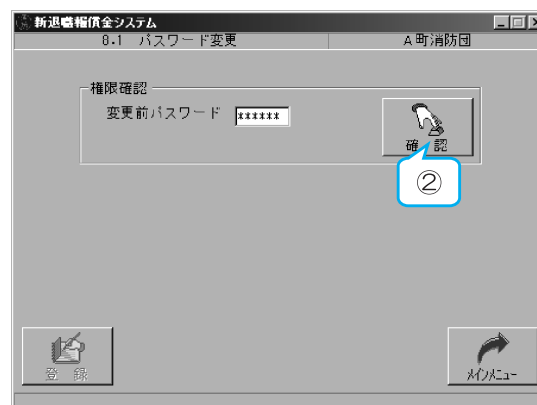 新退職報償金システム
8.1 パスワード変更 A町消防団
権限確認
変更前パスワード ******
確 認
②
登 録
メインメニュー